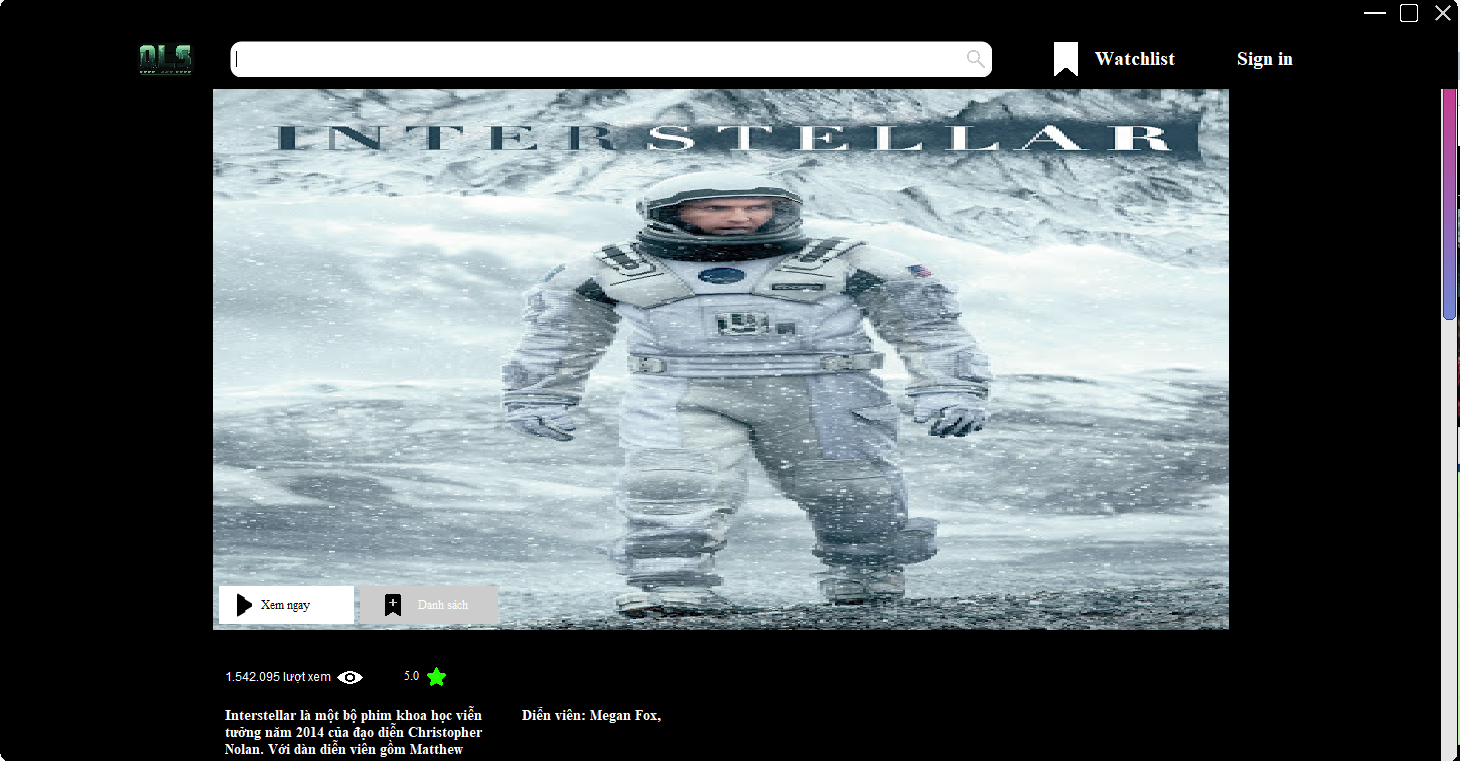 QLS
Watchlist
Sign in
INTERSTELLAR
Xem ngay
Danh sách
1.542.095 lượt xem
5.0
Interstellar là một bộ phim khoa học viễn
tưởng năm 2014 của đạo diễn Christopher
Nolan. Với dàn diễn viên gồm Matthew
Diễn viên: Megan Fox,